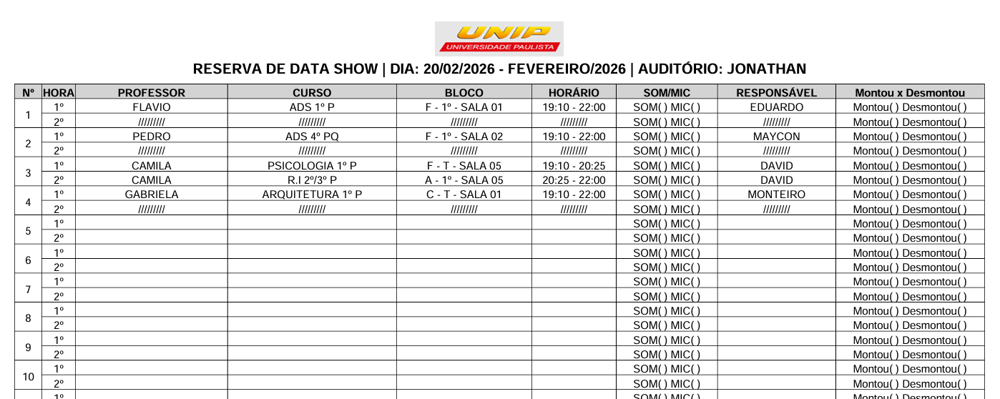 UNIP
UNIVERSIDADE PAULISTA
RESERVA DE DATA SHOW | DIA: 20/02/2026 - FEVEREIRO/2026 | AUDITÓRIO: JONATHAN
Nº HORA PROFESSOR CURSO BLOCO HORÁRIO SOM/MIC RESPONSÁVEL Montou x Desmontou
1 1º FLAVIO ADS 1º P F - 1º - SALA 01 19:10 - 22:00 SOM( ) MIC( ) EDUARDO Montou( ) Desmontou( )
2º ///////// ///////// ///////// ///////// SOM( ) MIC( ) ///////// Montou( ) Desmontou( )
2 1º PEDRO ADS 4º PQ F - 1º - SALA 02 19:10 - 22:00 SOM( ) MIC( ) MAYCON Montou( ) Desmontou( )
2º ///////// ///////// ///////// ///////// SOM( ) MIC( ) ///////// Montou( ) Desmontou( )
3 1º CAMILA PSICOLOGIA 1º P F - T - SALA 05 19:10 - 20:25 SOM( ) MIC( ) DAVID Montou( ) Desmontou( )
2º CAMILA R.I 2º/3º P A - 1º - SALA 05 20:25 - 22:00 SOM( ) MIC( ) DAVID Montou( ) Desmontou( )
4 1º GABRIELA ARQUITETURA 1º P C - T - SALA 01 19:10 - 22:00 SOM( ) MIC( ) MONTEIRO Montou( ) Desmontou( )
2º ///////// ///////// ///////// ///////// SOM( ) MIC( ) ///////// Montou( ) Desmontou( )
5 1º SOM( ) MIC( ) Montou( ) Desmontou( )
2º SOM( ) MIC( ) Montou( ) Desmontou( )
6 1º SOM( ) MIC( ) Montou( ) Desmontou( )
2º SOM( ) MIC( ) Montou( ) Desmontou( )
7 1º SOM( ) MIC( ) Montou( ) Desmontou( )
2º SOM( ) MIC( ) Montou( ) Desmontou( )
8 1º SOM( ) MIC( ) Montou( ) Desmontou( )
2º SOM( ) MIC( ) Montou( ) Desmontou( )
9 1º SOM( ) MIC( ) Montou( ) Desmontou( )
2º SOM( ) MIC( ) Montou( ) Desmontou( )
10 1º SOM( ) MIC( ) Montou( ) Desmontou( )
2º SOM( ) MIC( ) Montou( ) Desmontou( )
1º SOM( ) MIC( ) Montou( ) Desmontou( )